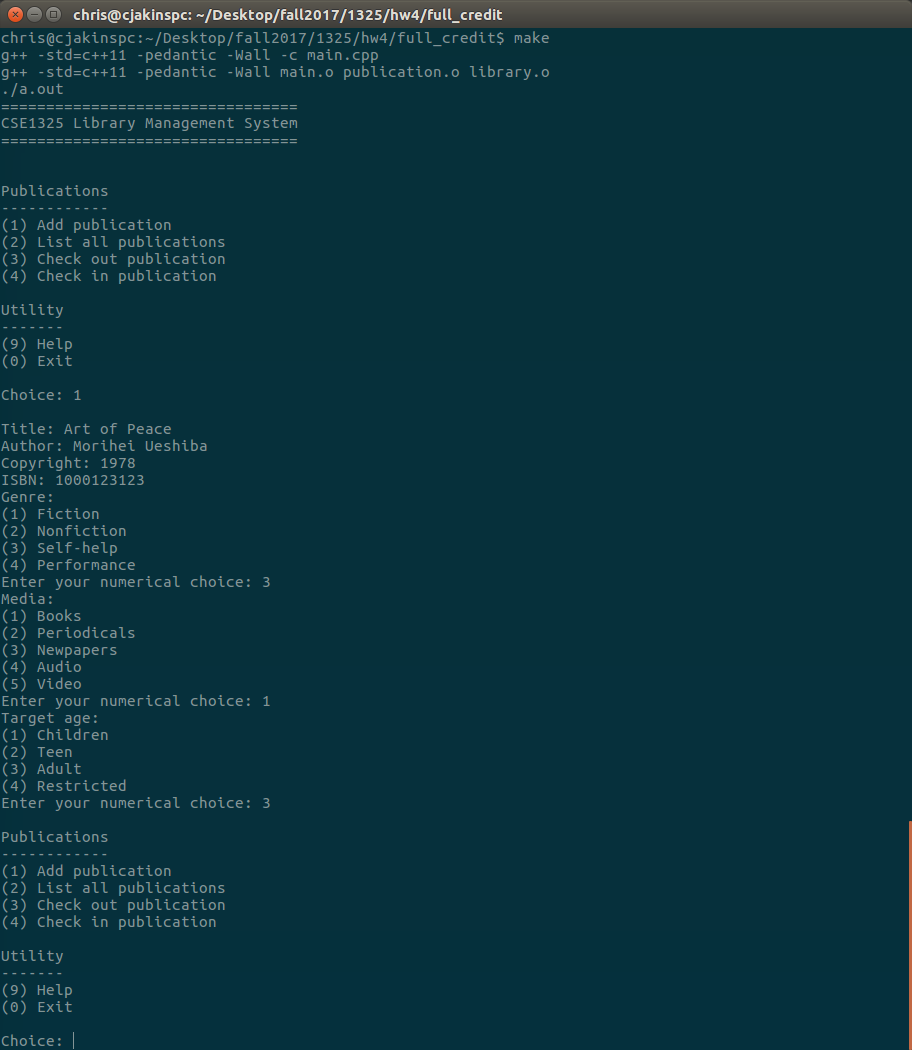 chris@cjakinspc: ~/Desktop/fall2017/1325/hw4/full_credit
chris@cjakinspc:~/Desktop/fall2017/1325/hw4/full_credit$ make
g++ -std=c++11 -pedantic -Wall -c main.cpp
g++ -std=c++11 -pedantic -Wall main.o publication.o library.o
./a.out
=================================
CSE1325 Library Management System
=================================
Publications
------------
(1) Add publication
(2) List all publications
(3) Check out publication
(4) Check in publication
Utility
-------
(9) Help
(0) Exit
Choice: 1
Title: Art of Peace
Author: Morihei Ueshiba
Copyright: 1978
ISBN: 1000123123
Genre:
(1) Fiction
(2) Nonfiction
(3) Self-help
(4) Performance
Enter your numerical choice: 3
Media:
(1) Books
(2) Periodicals
(3) Newpapers
(4) Audio
(5) Video
Enter your numerical choice: 1
Target age:
(1) Children
(2) Teen
(3) Adult
(4) Restricted
Enter your numerical choice: 3
Publications
------------
(1) Add publication
(2) List all publications
(3) Check out publication
(4) Check in publication
Utility
-------
(9) Help
(0) Exit
Choice: